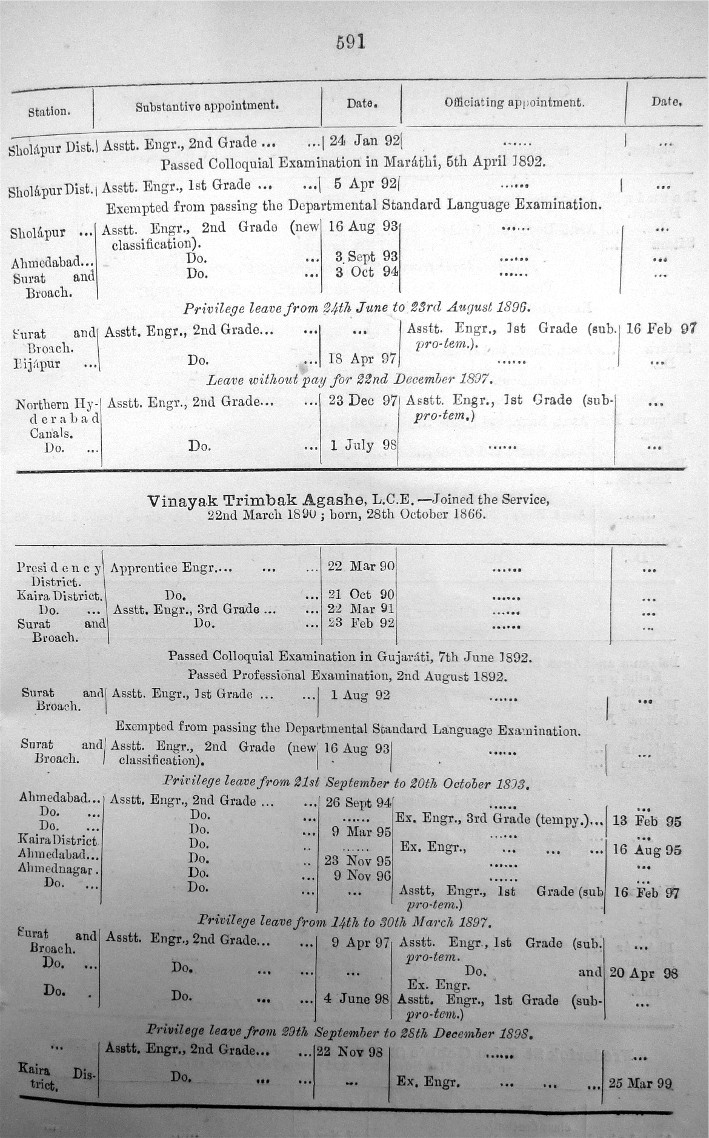 591
Station. Substantive appointment. Date. Officiating appointment. Date.
Sholápur Dist. Asstt. Engr., 2nd Grade ... ... 24 Jan 92 ...... ...
Passed Colloquial Examination in Maráthi, 5th April 1892.
Sholápur Dist. Asstt. Engr., 1st Grade ... ... 5 Apr 92 ...... ...
Exempted from passing the Departmental Standard Language Examination.
Sholápur ... Asstt. Engr., 2nd Grade (new 16 Aug 93 ...... ...
classification).
Ahmedabad... Do. ... 3 Sept 93 ...... ...
Surat and Do. ... 3 Oct 94 ...... ...
Broach.
Privilege leave from 24th June to 23rd August 1896.
Surat and Asstt. Engr., 2nd Grade... ... ... Asstt. Engr., 1st Grade (sub. 16 Feb 97
Broach. pro-tem.).
Bijápur ... Do. ... 18 Apr 97 ...... ...
Leave without pay for 22nd December 1897.
Northern Hy- Asstt. Engr., 2nd Grade... ... 23 Dec 97 Asstt. Engr., 1st Grade (sub- ...
derabad pro-tem.)
Canals.
Do. ... Do. ... 1 July 98 ...... ...
Vinayak Trimbak Agashe, L.C.E.—Joined the Service,
22nd March 1890; born, 28th October 1866.
Presidency Apprentice Engr.... ... ... 22 Mar 90 ...... ...
District.
Kaira District. Do. ... 21 Oct 90 ...... ...
Do. ... Asstt. Engr., 3rd Grade ... ... 22 Mar 91 ...... ...
Surat and Do. ... 23 Feb 92 ...... ...
Broach.
Passed Colloquial Examination in Gujaráti, 7th June 1892.
Passed Professional Examination, 2nd August 1892.
Surat and Asstt. Engr., 1st Grade ... ... 1 Aug 92 ...... ...
Broach.
Exempted from passing the Departmental Standard Language Examination.
Surat and Asstt. Engr., 2nd Grade (new 16 Aug 93 ...... ...
Broach. classification).
Privilege leave from 21st September to 20th October 1893.
Ahmedabad... Asstt. Engr., 2nd Grade ... ... 26 Sept 94 ...... ...
Do. ... Do. ... ...... Ex. Engr., 3rd Grade (tempy.)... 13 Feb 95
Do. ... Do. ... 9 Mar 95 ...... ...
Kaira District Do. .. ...... Ex. Engr., ... ... ... 16 Aug 95
Ahmedabad... Do. .. 23 Nov 95 ...... ...
Ahmednagar. Do. ... 9 Nov 96 ...... ...
Do. ... Do. ... ... Asstt, Engr., 1st Grade (sub 16 Feb 97
pro-tem.)
Privilege leave from 14th to 30th March 1897.
Surat and Asstt. Engr., 2nd Grade... ... 9 Apr 97 Asstt. Engr., 1st Grade (sub. ...
Broach. pro-tem.
Do. ... Do. ... ... ... Do. and 20 Apr 98
Ex. Engr.
Do. . Do. ... ... 4 June 98 Asstt. Engr., 1st Grade (sub- ...
pro-tem.)
Privilege leave from 29th September to 28th December 1898.
... Asstt. Engr., 2nd Grade... ... 22 Nov 98 ...... ...
Kaira Dis- Do. ... ... ... Ex. Engr. ... ... ... 25 Mar 99
trict.